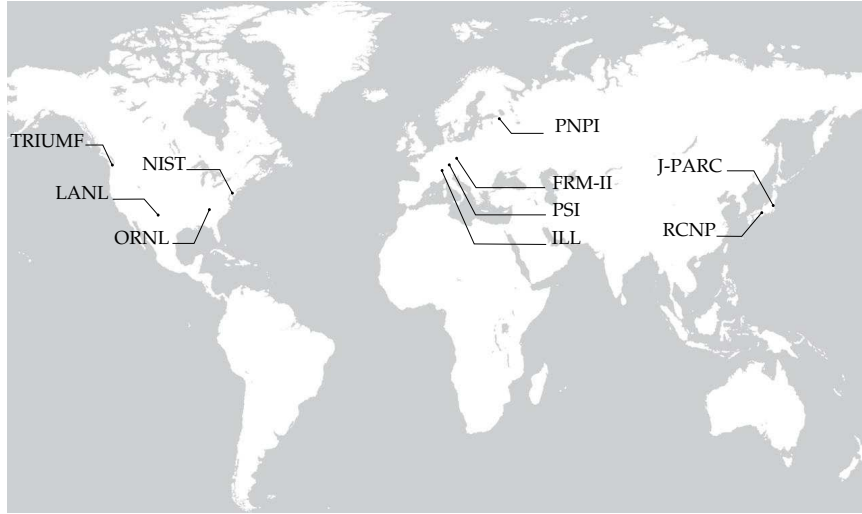 PNPI
TRIUMF
NIST
J-PARC
FRM-II
LANL
PSI
RCNP
ORNL
ILL